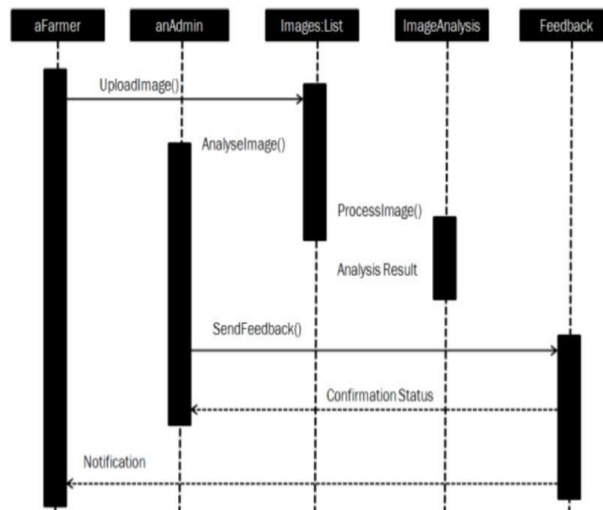 aFarmer
anAdmin
Images:List
ImageAnalysis
Feedback
UploadImage()
AnalyseImage()
ProcessImage()
Analysis Result
SendFeedback()
Confirmation Status
Notification